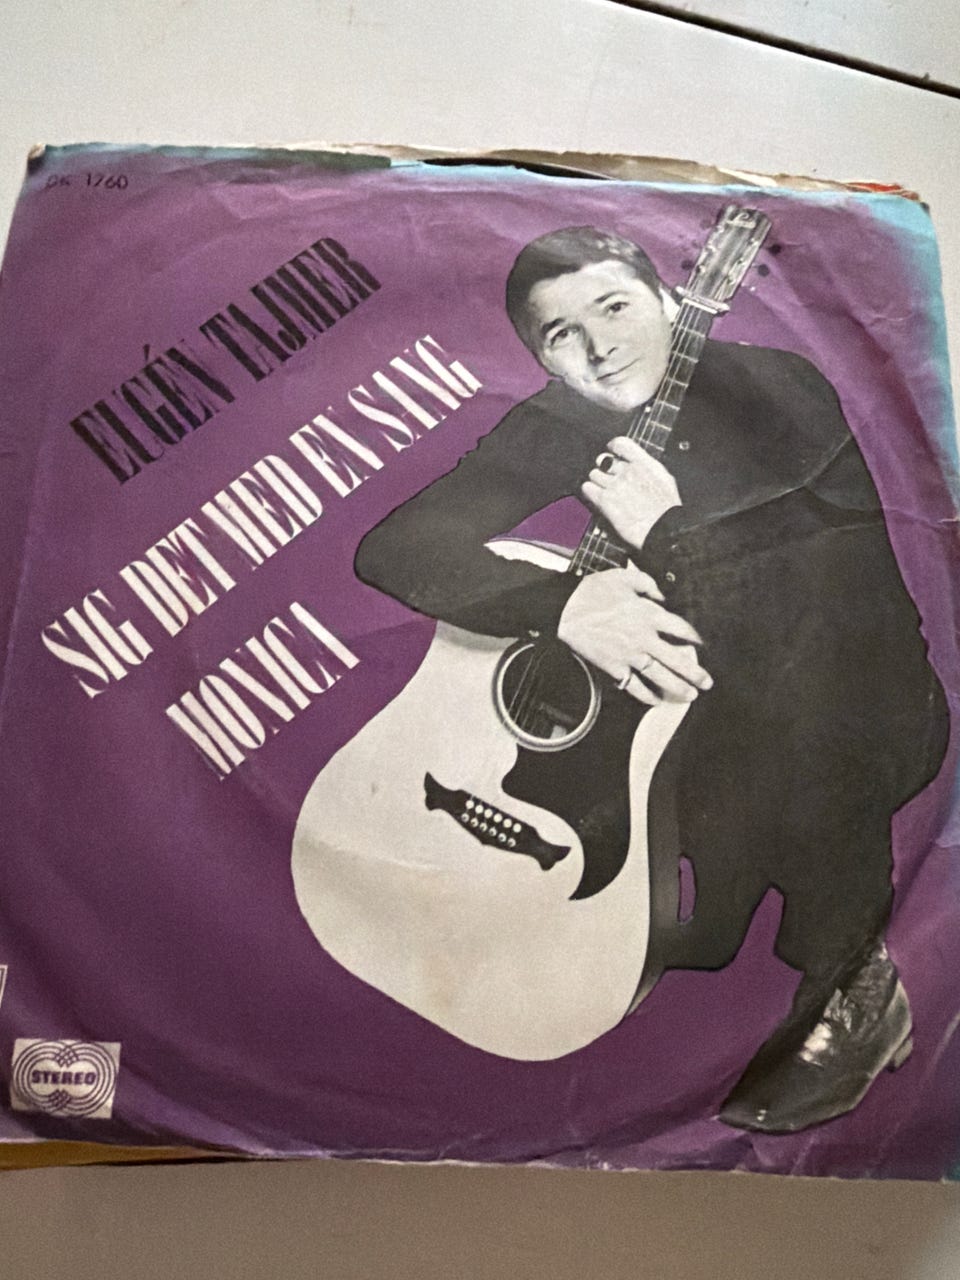 DK 1760
EUGÉN TAJMER
SIG DET MED EN SANG
MONICA
STEREO